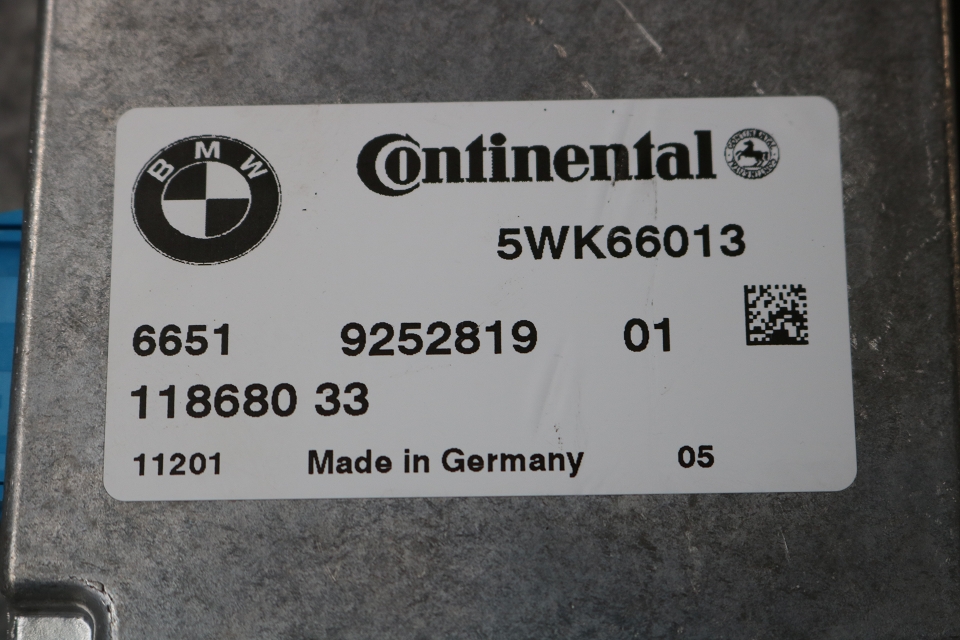 BMW
Continental
5WK66013
6651 9252819 01
118680 33
11201 Made in Germany 05